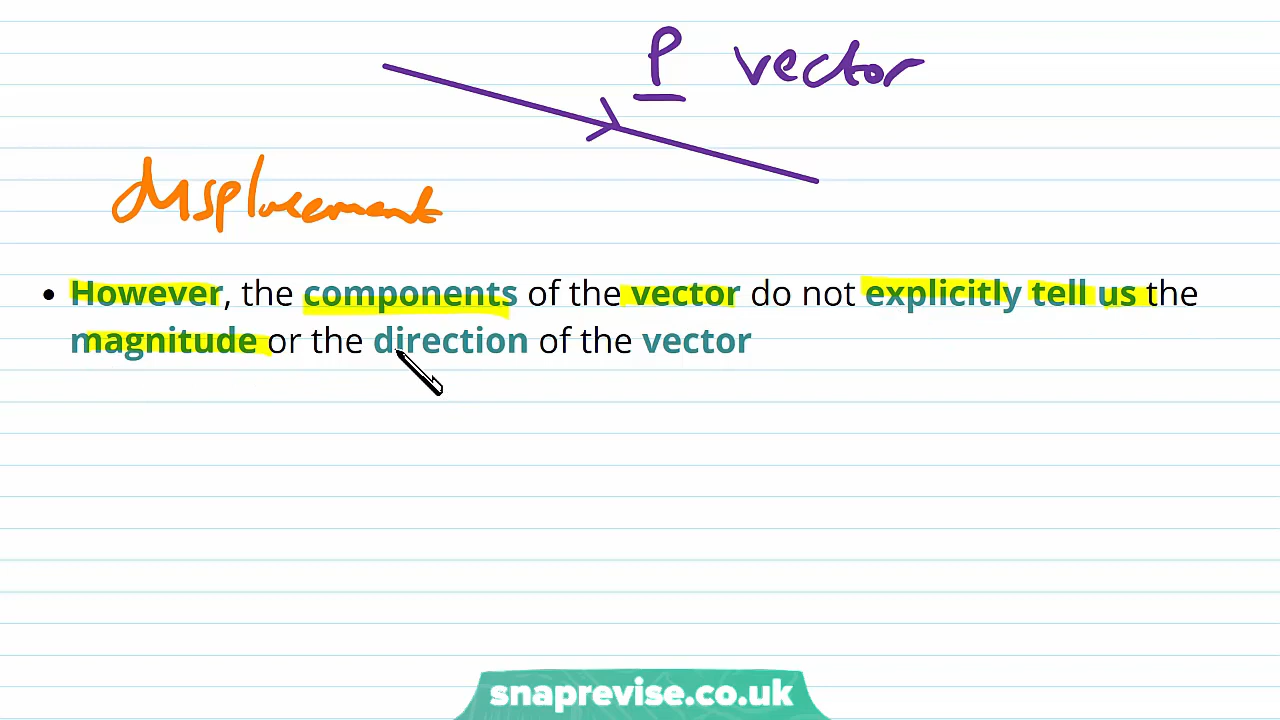 P vector
displacement
• However, the components of the vector do not explicitly tell us the
magnitude or the direction of the vector
snaprevise.co.uk